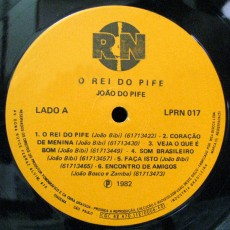 RN
O REI DO PIFE
JOÃO DO PIFE
LADO A
LPRN 017
1. O REI DO PIFE (João Bibi) (61713422) 2. CORAÇÃO
DE MENINA (João Bibi) (61713430) 3. VEJA O QUE É
BOM (João Bibi) (61713449) 4. SOM BRASILEIRO
(João Bibi) (61713457) 5. FAÇA ISTO (João Bibi)
(61713465) 6. ENCONTRO DE AMIGOS
(João Bosco e Zambai) (61713473)
℗ 1982